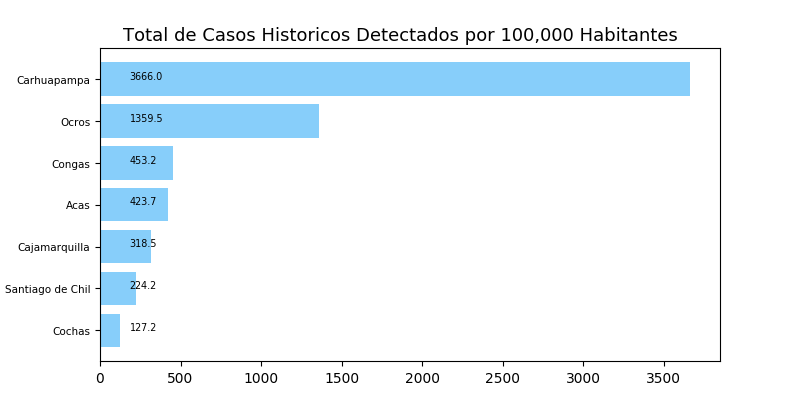 Total de Casos Historicos Detectados por 100,000 Habitantes
Carhuapampa 3666.0
Ocros 1359.5
Congas 453.2
Acas 423.7
Cajamarquilla 318.5
Santiago de Chil 224.2
Cochas 127.2
0 500 1000 1500 2000 2500 3000 3500